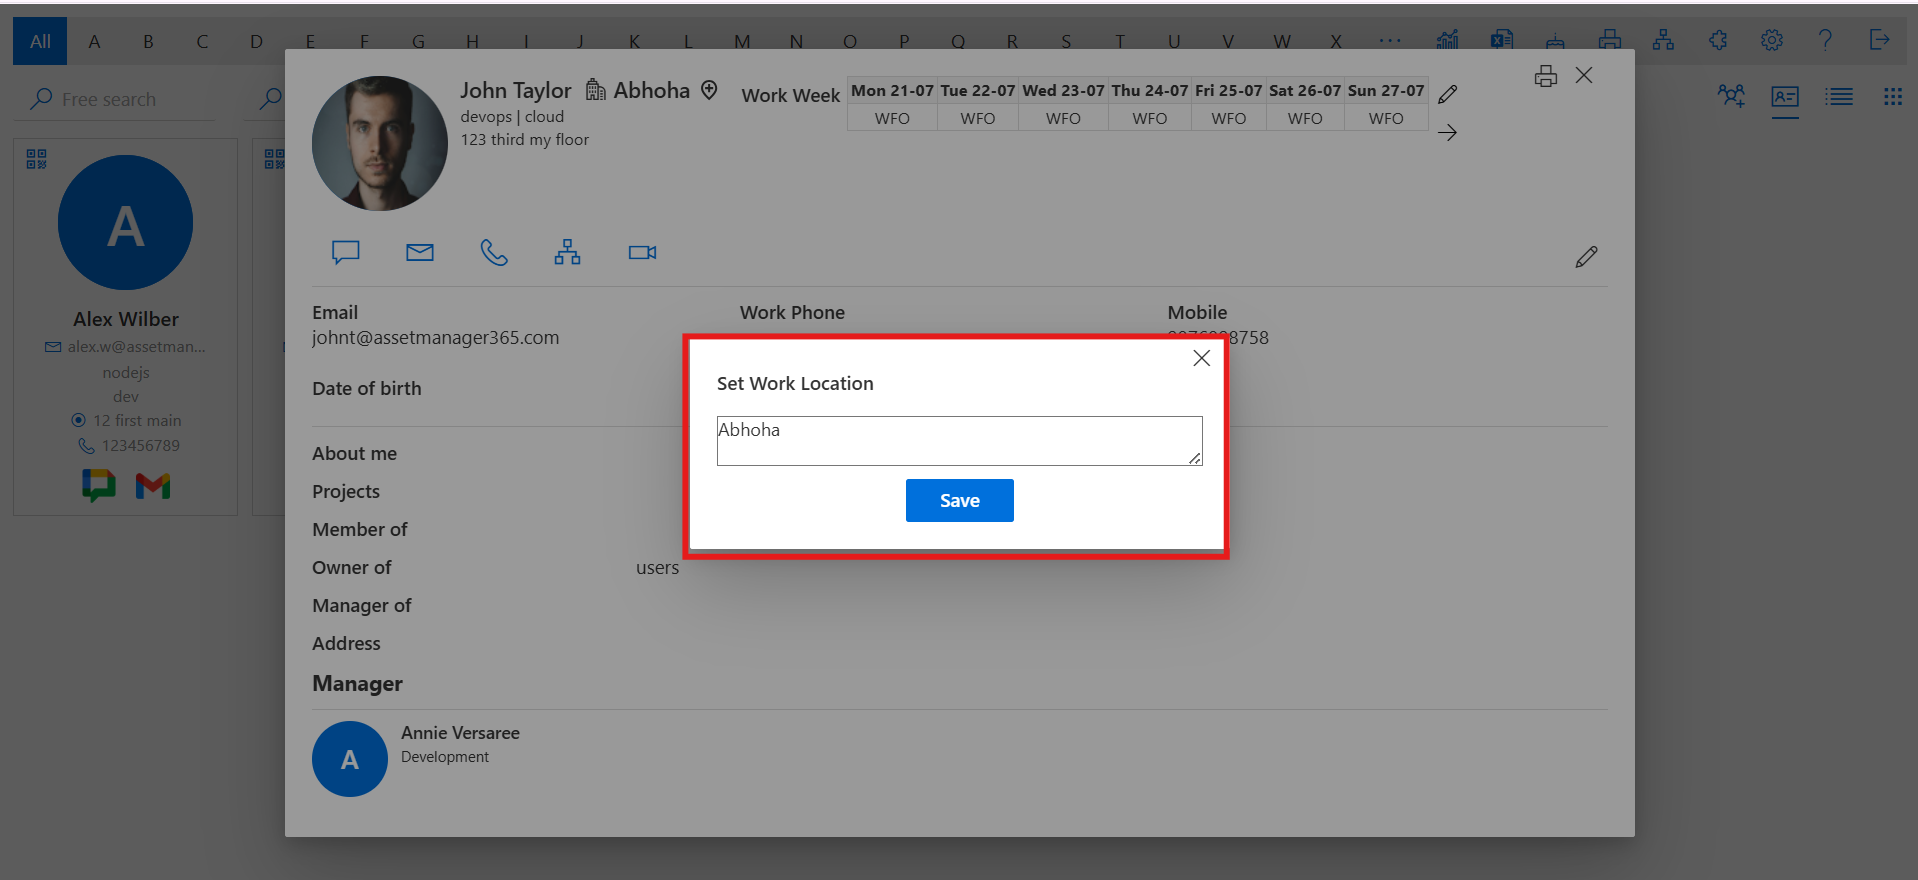 All A B C D E F G H I J K L M N O P Q R S T U V W X ...
Free search
A
Alex Wilber
alex.w@assetman...
nodejs
dev
12 first main
123456789
John Taylor Abhoha
devops | cloud
123 third my floor
Work Week
Mon 21-07 Tue 22-07 Wed 23-07 Thu 24-07 Fri 25-07 Sat 26-07 Sun 27-07
WFO WFO WFO WFO WFO WFO WFO
Email Work Phone Mobile
johnt@assetmanager365.com
Date of birth
Set Work Location
Abhoha
Save
About me
Projects
Member of
Owner of users
Manager of
Address
Manager
A
Annie Versaree
Development